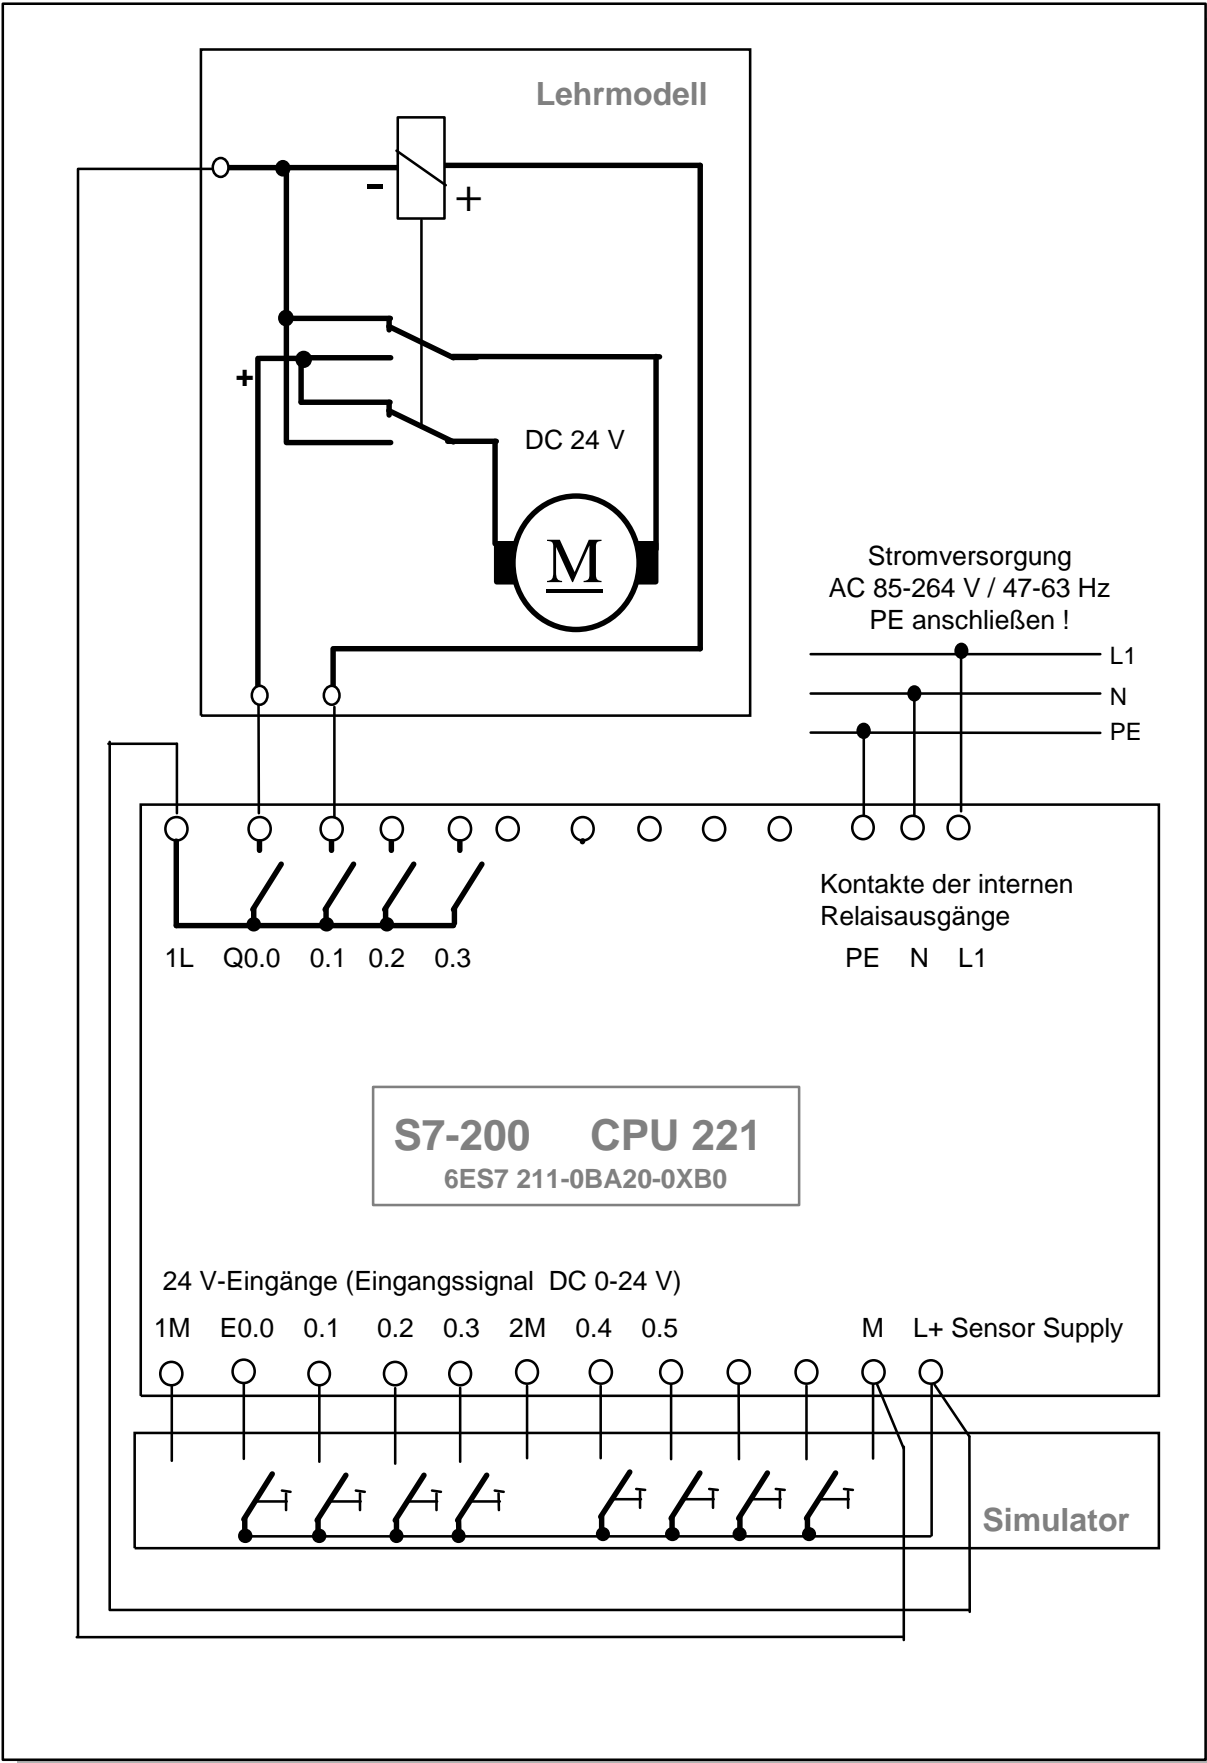 Lehrmodell
-
+
+
DC 24 V
M
Stromversorgung
AC 85-264 V / 47-63 Hz
PE anschließen !
L1
N
PE
Kontakte der internen
Relaisausgänge
1L Q0.0 0.1 0.2 0.3 PE N L1
S7-200 CPU 221
6ES7 211-0BA20-0XB0
24 V-Eingänge (Eingangssignal DC 0-24 V)
1M E0.0 0.1 0.2 0.3 2M 0.4 0.5 M L+ Sensor Supply
Simulator